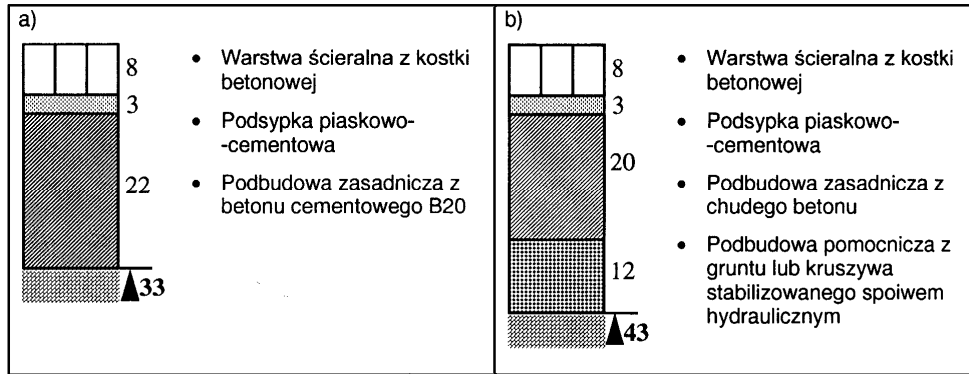 a)
8
3
22
33
• Warstwa ścieralna z kostki
betonowej
• Podsypka piaskowo-
-cementowa
• Podbudowa zasadnicza z
betonu cementowego B20
b)
8
3
20
12
43
• Warstwa ścieralna z kostki
betonowej
• Podsypka piaskowo-
-cementowa
• Podbudowa zasadnicza z
chudego betonu
• Podbudowa pomocnicza z
gruntu lub kruszywa
stabilizowanego spoiwem
hydraulicznym